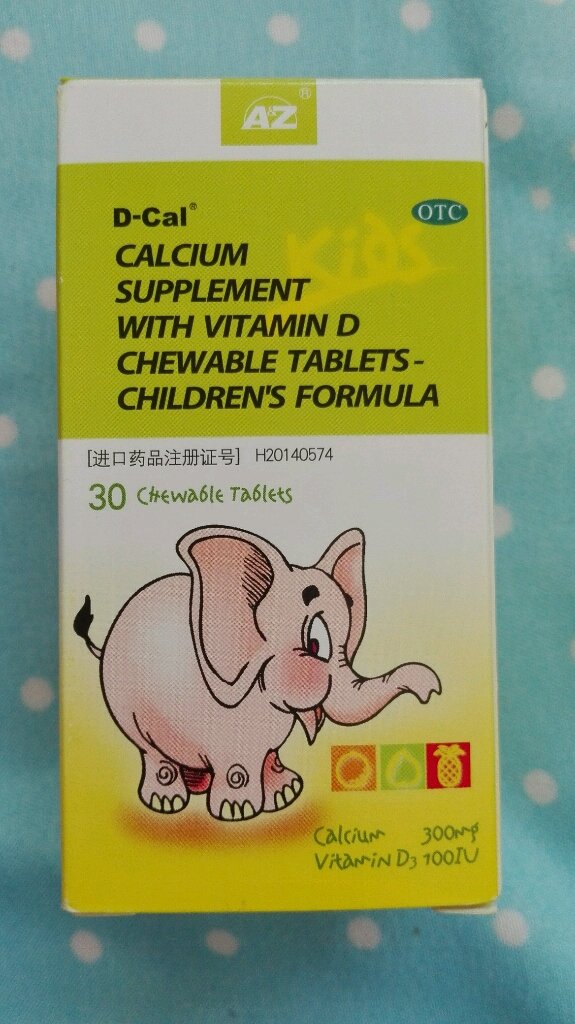 A&Z®
D-Cal®
OTC
Kids
CALCIUM
SUPPLEMENT
WITH VITAMIN D
CHEWABLE TABLETS-
CHILDREN'S FORMULA
[进口药品注册证号] H20140574
30 Chewable Tablets
Calcium 300mg
Vitamin D3 100IU